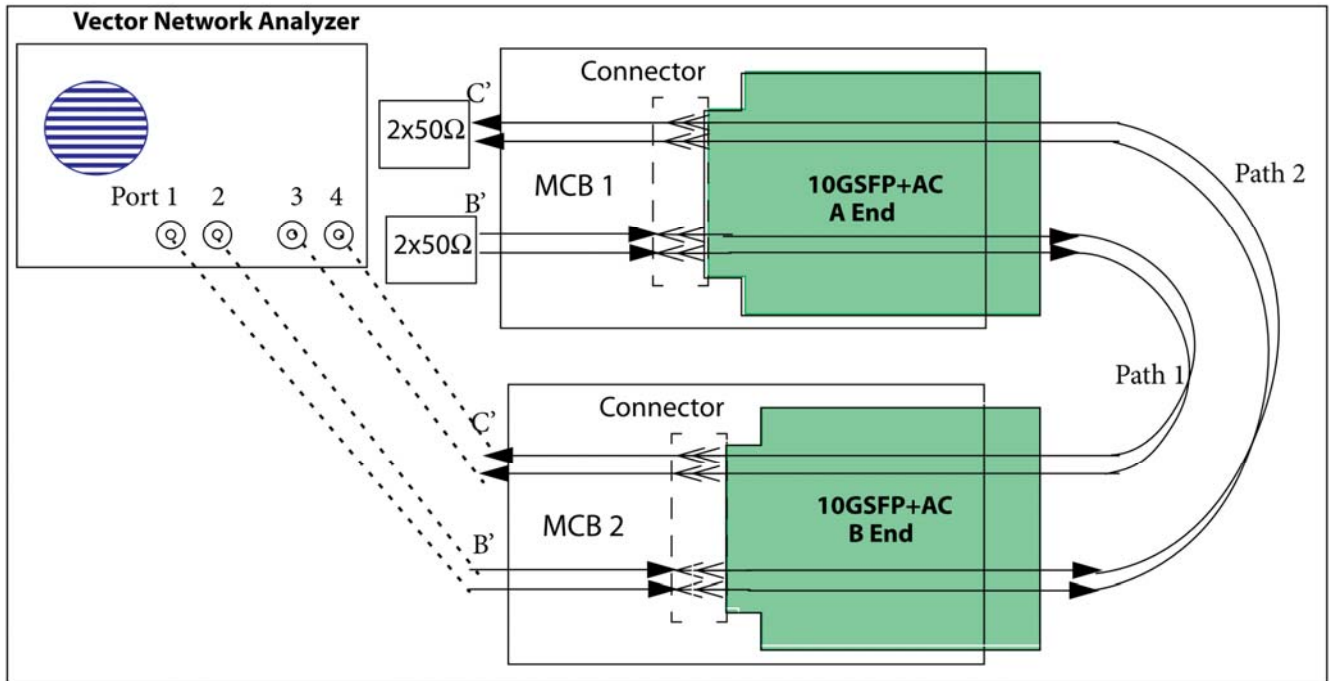 Vector Network Analyzer
Port 1
2
3
4
C'
2x50Ω
B'
2x50Ω
Connector
MCB 1
10GSFP+AC
A End
Path 2
Path 1
Connector
C'
MCB 2
B'
10GSFP+AC
B End